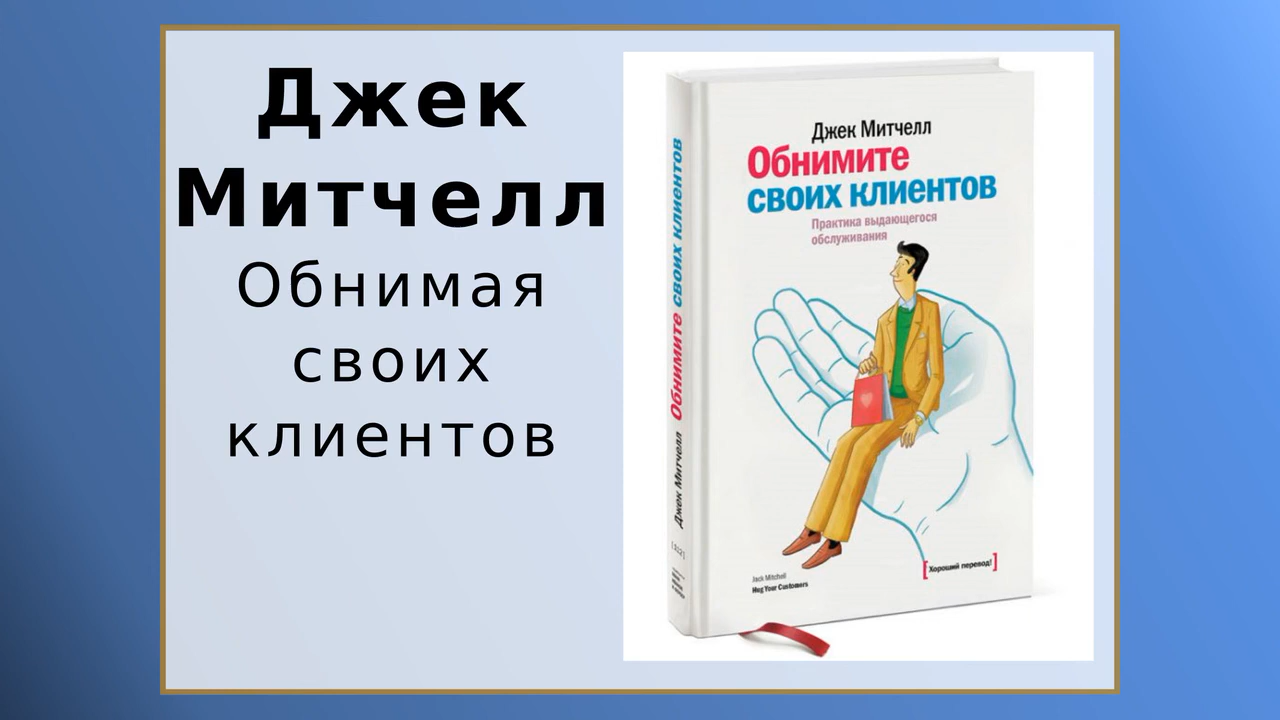 Джек
Митчелл
Обнимая
своих
клиентов
Джек Митчелл
Обнимите
своих клиентов
Практика выдающегося
обслуживания
Джек Митчелл Обнимите своих клиентов
Jack Mitchell
Hug Your Customers
[Хороший перевод!]